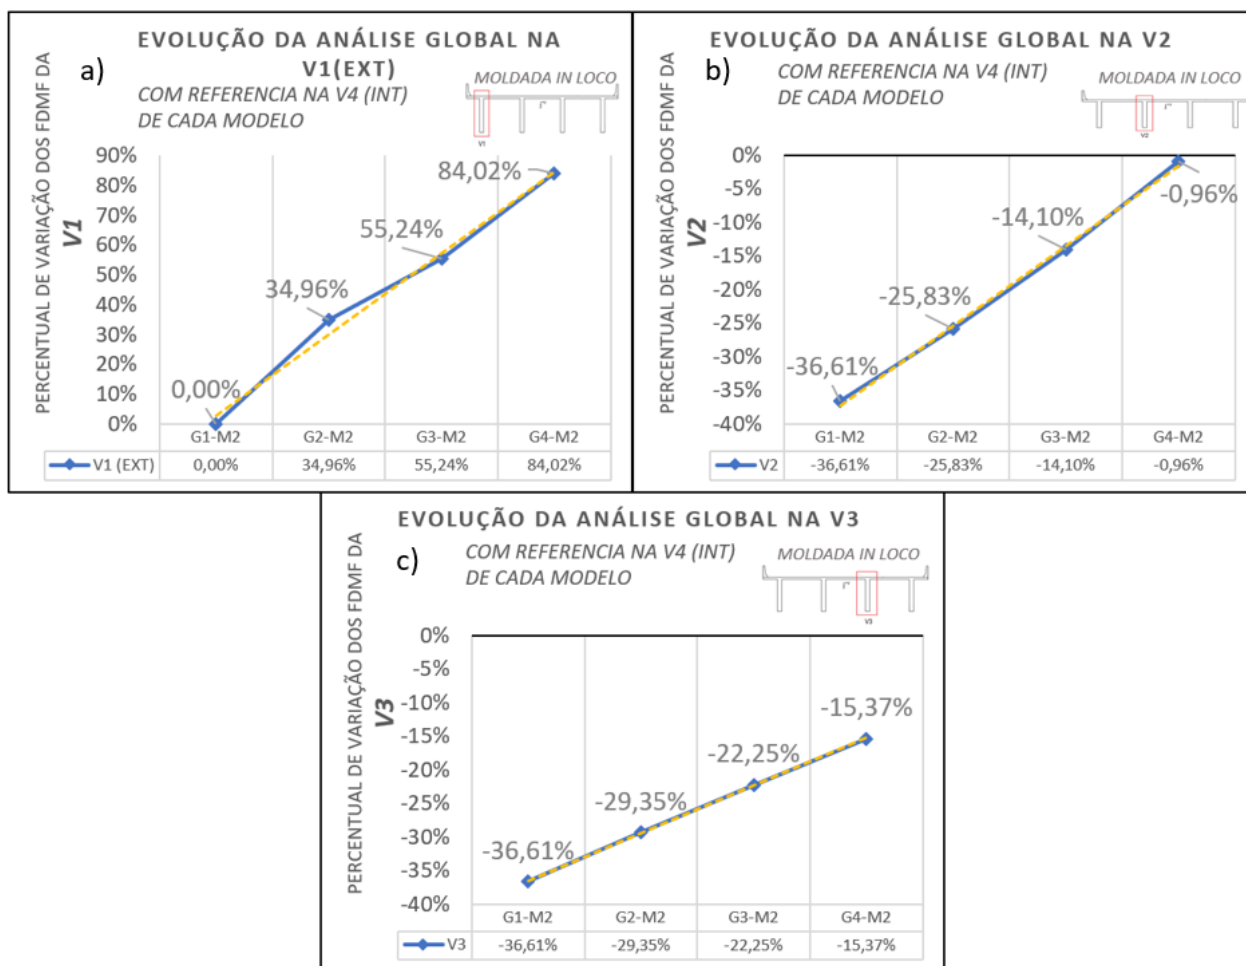 EVOLUÇÃO DA ANÁLISE GLOBAL NA
V1(EXT)
a)
COM REFERENCIA NA V4 (INT)
DE CADA MODELO
MOLDADA IN LOCO
V1
PERCENTUAL DE VARIAÇÃO DOS FDMF DA
V1
90%
80%
70%
60%
50%
40%
30%
20%
10%
0%
0,00%
34,96%
55,24%
84,02%
G1-M2 G2-M2 G3-M2 G4-M2
V1 (EXT) 0,00% 34,96% 55,24% 84,02%
EVOLUÇÃO DA ANÁLISE GLOBAL NA V2
b)
COM REFERENCIA NA V4 (INT)
DE CADA MODELO
MOLDADA IN LOCO
V2
PERCENTUAL DE VARIAÇÃO DOS FDMF DA
V2
0%
-5%
-10%
-15%
-20%
-25%
-30%
-35%
-40%
-36,61%
-25,83%
-14,10%
-0,96%
G1-M2 G2-M2 G3-M2 G4-M2
V2 -36,61% -25,83% -14,10% -0,96%
EVOLUÇÃO DA ANÁLISE GLOBAL NA V3
c)
COM REFERENCIA NA V4 (INT)
DE CADA MODELO
MOLDADA IN LOCO
V3
PERCENTUAL DE VARIAÇÃO DOS FDMF DA
V3
0%
-5%
-10%
-15%
-20%
-25%
-30%
-35%
-40%
-36,61%
-29,35%
-22,25%
-15,37%
G1-M2 G2-M2 G3-M2 G4-M2
V3 -36,61% -29,35% -22,25% -15,37%